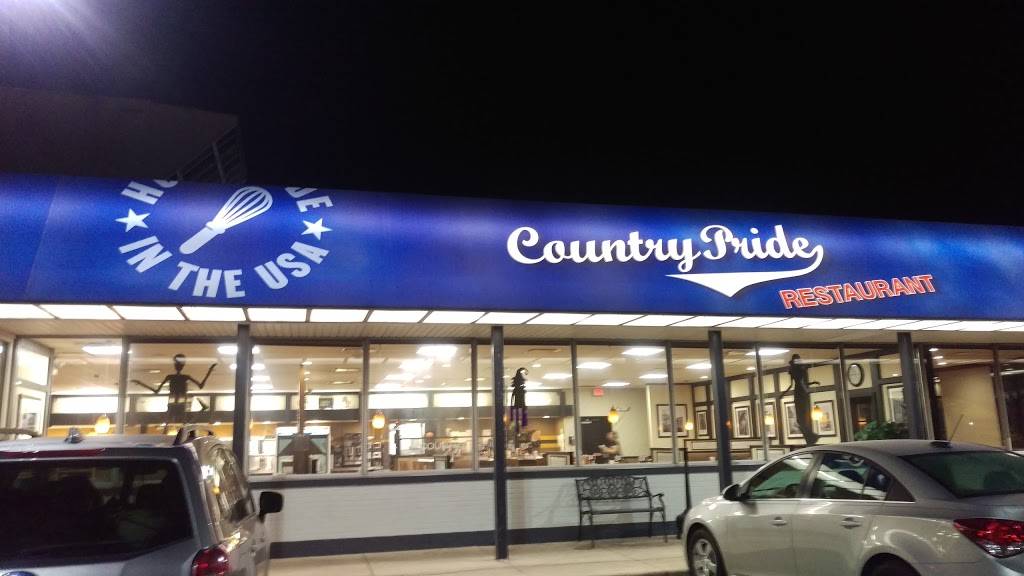 IN THE USA
Country Pride
RESTAURANT